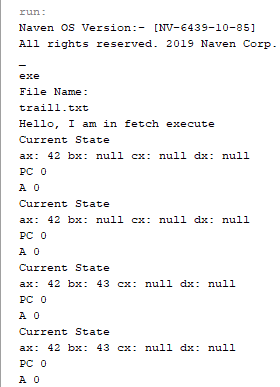 run:
Naven OS Version:- [NV-6439-10-85]
All rights reserved. 2019 Naven Corp.
_
exe
File Name:
traill.txt
Hello, I am in fetch execute
Current State
ax: 42 bx: null cx: null dx: null
PC 0
A 0
Current State
ax: 42 bx: null cx: null dx: null
PC 0
A 0
Current State
ax: 42 bx: 43 cx: null dx: null
PC 0
A 0
Current State
ax: 42 bx: 43 cx: null dx: null
PC 0
A 0